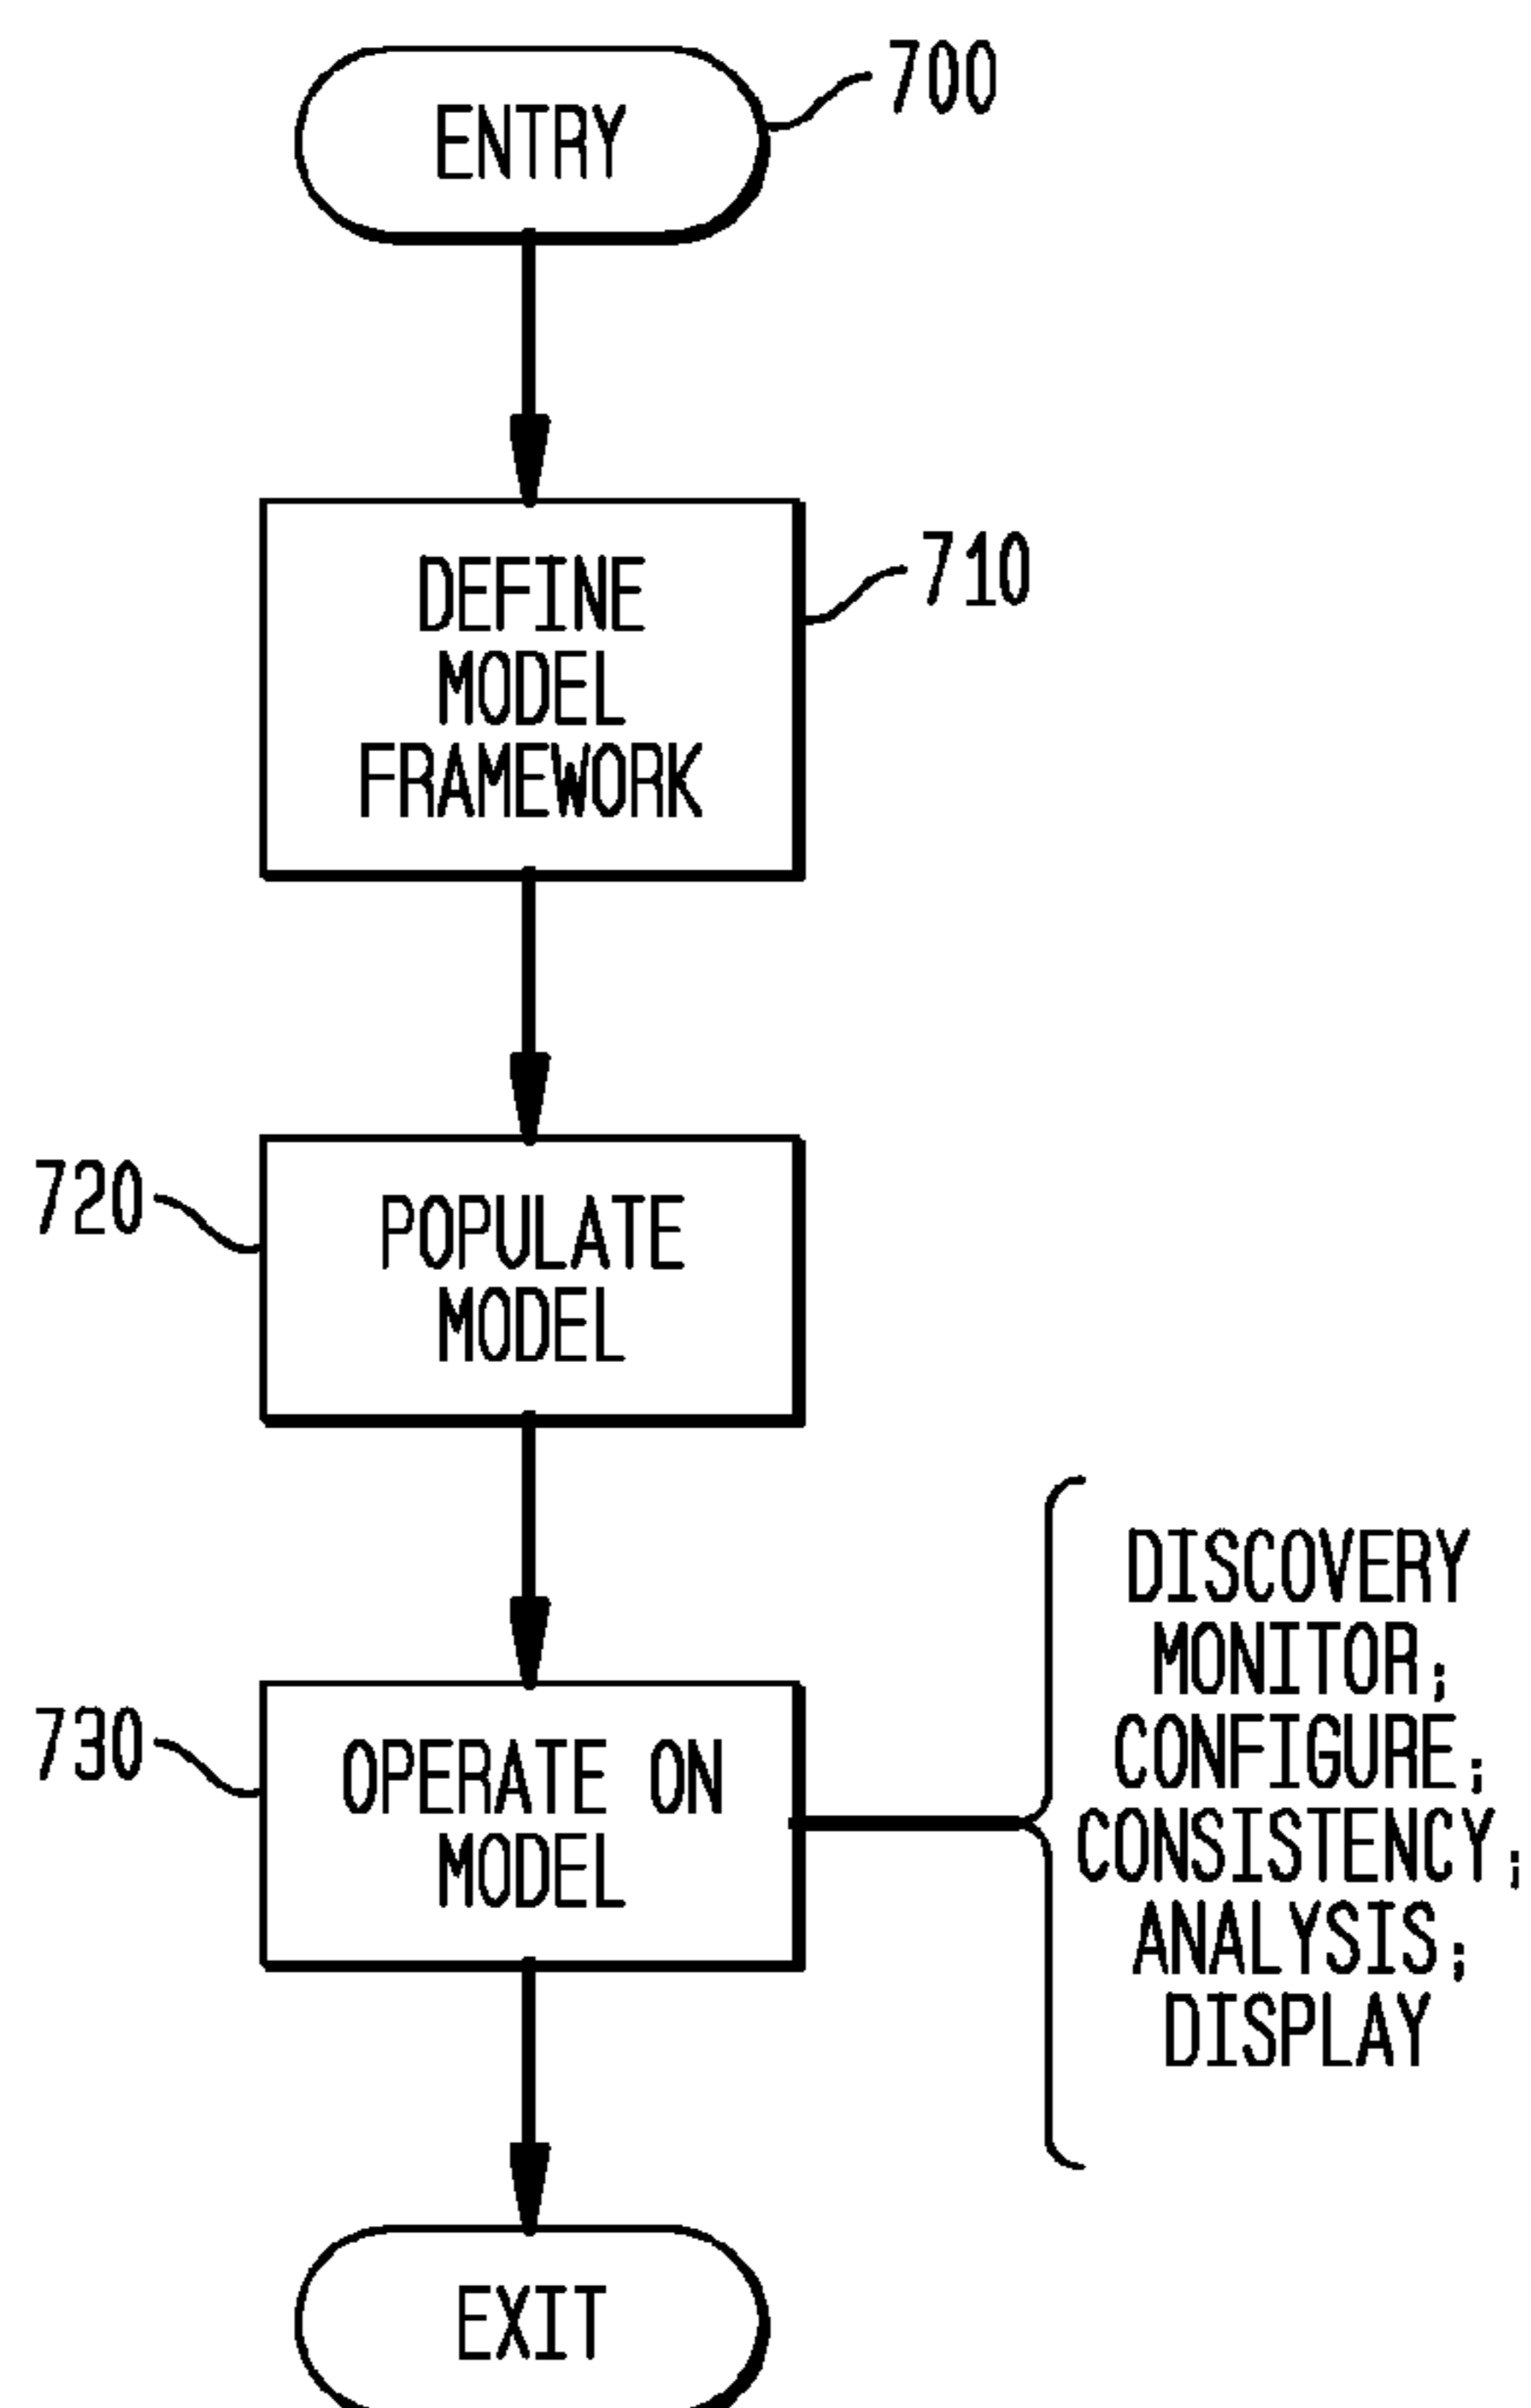 ENTRY
700
DEFINE
MODEL
FRAMEWORK
710
720
POPULATE
MODEL
730
OPERATE ON
MODEL
DISCOVERY
MONITOR;
CONFIGURE;
CONSISTENCY;
ANALYSIS;
DISPLAY
EXIT